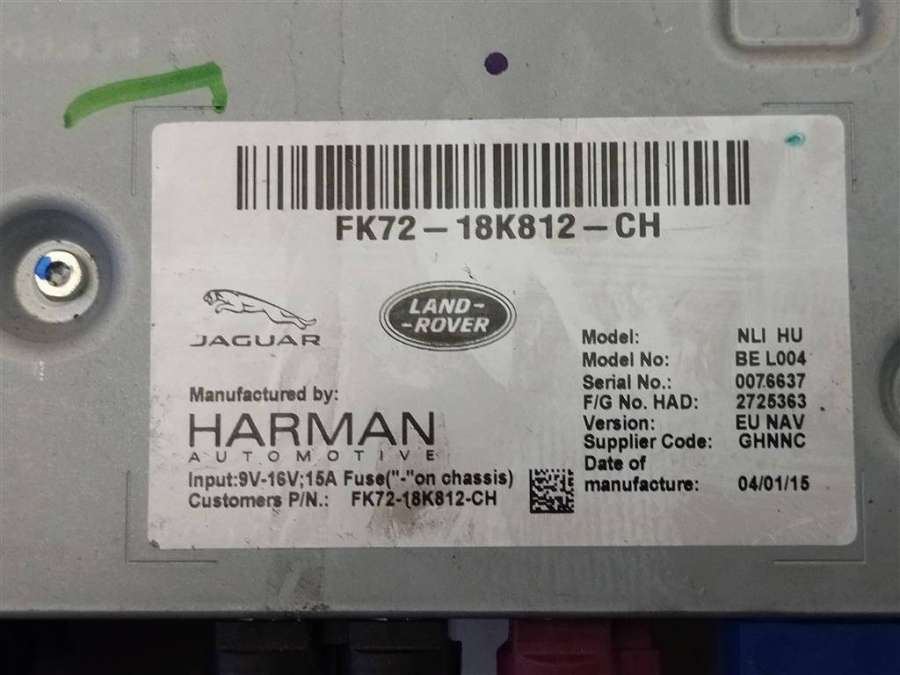 FK72-18K812-CH
JAGUAR
LAND-
-ROVER
Manufactured by:
HARMAN
AUTOMOTIVE
Input:9V-16V;15A Fuse("-"on chassis)
Customers P/N.: FK72-18K812-CH
Model: NLI HU
Model No: BE L004
Serial No.: 0076637
F/G No. HAD: 2725363
Version: EU NAV
Supplier Code: GHNNC
Date of
manufacture: 04/01/15